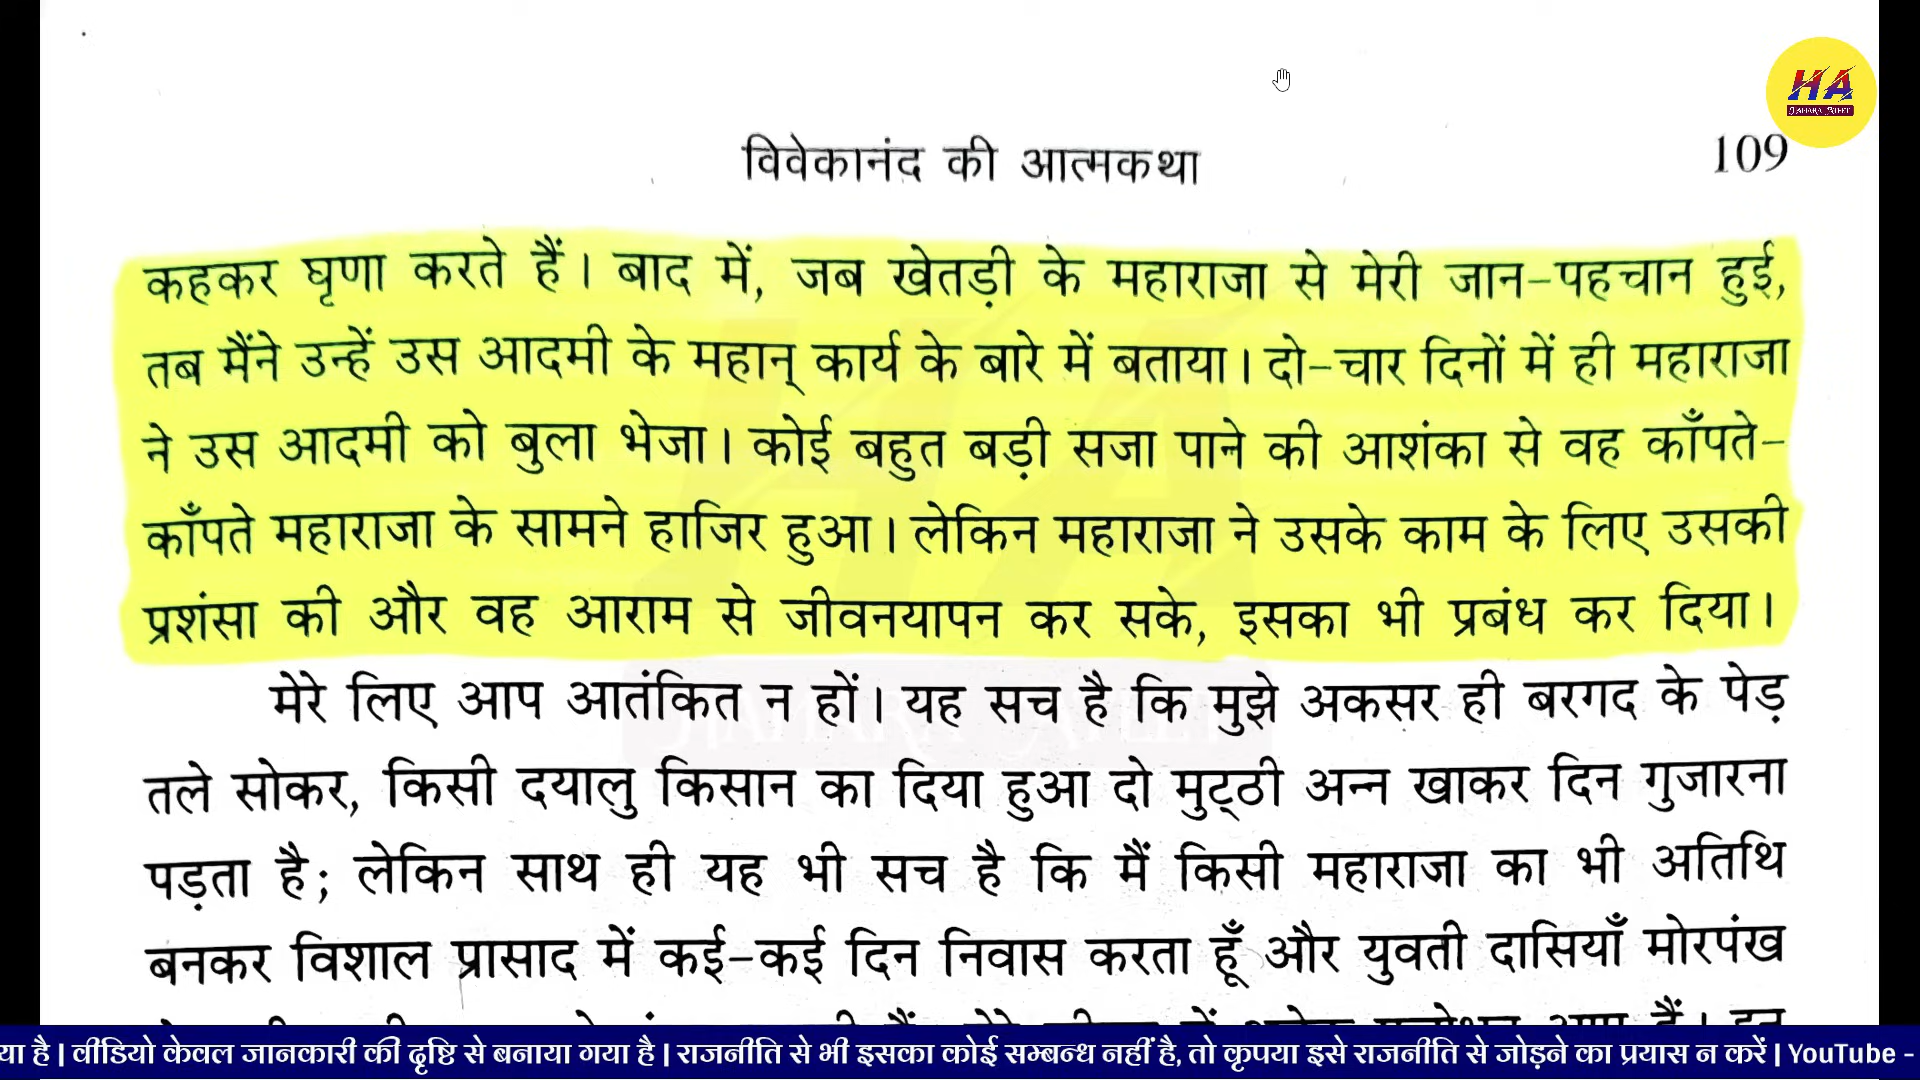 HA
HAMARA ATEET
विवेकानंद की आत्मकथा
109
कहकर घृणा करते हैं। बाद में, जब खेतड़ी के महाराजा से मेरी जान-पहचान हुई,
तब मैंने उन्हें उस आदमी के महान् कार्य के बारे में बताया। दो-चार दिनों में ही महाराजा
ने उस आदमी को बुला भेजा। कोई बहुत बड़ी सजा पाने की आशंका से वह काँपते-
काँपते महाराजा के सामने हाजिर हुआ। लेकिन महाराजा ने उसके काम के लिए उसकी
प्रशंसा की और वह आराम से जीवनयापन कर सके, इसका भी प्रबंध कर दिया।
मेरे लिए आप आतंकित न हों। यह सच है कि मुझे अकसर ही बरगद के पेड़
तले सोकर, किसी दयालु किसान का दिया हुआ दो मुट्ठी अन्न खाकर दिन गुजारना
पड़ता है; लेकिन साथ ही यह भी सच है कि मैं किसी महाराजा का भी अतिथि
बनकर विशाल प्रासाद में कई-कई दिन निवास करता हूँ और युवती दासियाँ मोरपंख
या है | वीडियो केवल जानकारी की दृष्टि से बनाया गया है | राजनीति से भी इसका कोई सम्बन्ध नहीं है, तो कृपया इसे राजनीति से जोड़ने का प्रयास न करें | YouTube -